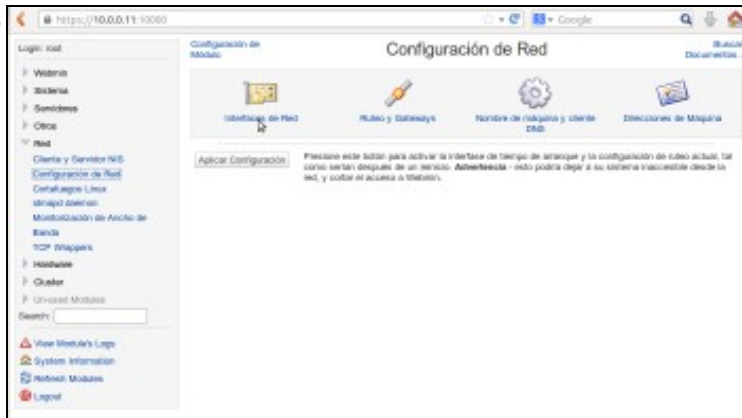 https://10.0.0.11:10000
Google
Login: root
Webmin
Sistema
Servidores
Otros
Red
Cliente y Servidor NIS
Configuración de Red
Cortafuegos Linux
idmapd daemon
Monitorización de Ancho de Banda
TCP Wrappers
Hardware
Cluster
Un-used Modules
Search:
View Module's Logs
System Information
Refresh Modules
Logout
Configuración de Módulo
Configuración de Red
Buscar Documentos..
Interfaces de Red
Ruteo y Gateways
Nombre de máquina y cliente DNS
Direcciones de Máquina
Aplicar Configuración
Presione este botón para activar la interfase de tiempo de arranque y la configuración de ruteo actual, tal
como serían después de un reinicio. Advertencia - esto podría dejar a su sistema inaccesible desde la
red, y cortar el acceso a Webmin.